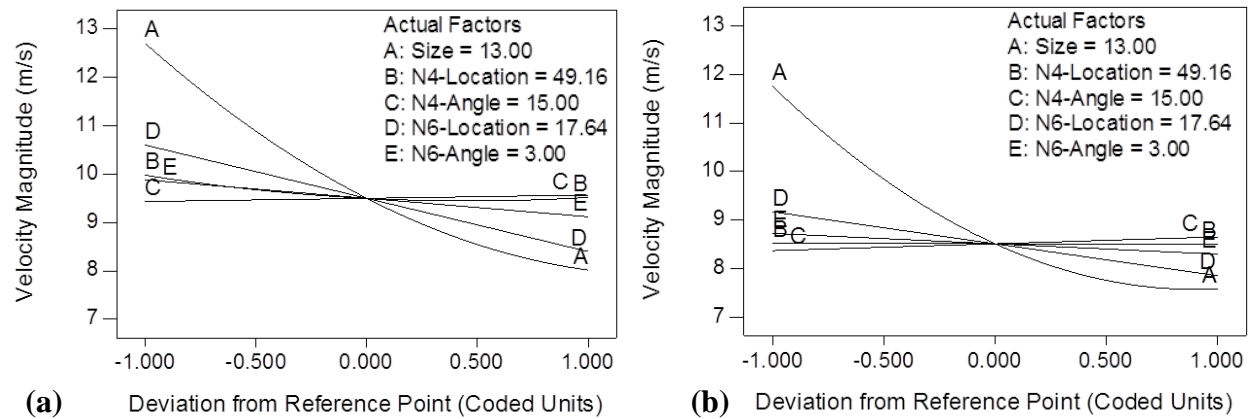 13
12
11
10
9
8
7
Velocity Magnitude (m/s)
A
D
B E
C
Actual Factors
A: Size = 13.00
B: N4-Location = 49.16
C: N4-Angle = 15.00
D: N6-Location = 17.64
E: N6-Angle = 3.00
C B
E
D
A
-1.000 -0.500 0.000 0.500 1.000
(a) Deviation from Reference Point (Coded Units)
13
12
11
10
9
8
7
Velocity Magnitude (m/s)
A
D
E
B C
Actual Factors
A: Size = 13.00
B: N4-Location = 49.16
C: N4-Angle = 15.00
D: N6-Location = 17.64
E: N6-Angle = 3.00
C B
E
D
A
-1.000 -0.500 0.000 0.500 1.000
(b) Deviation from Reference Point (Coded Units)